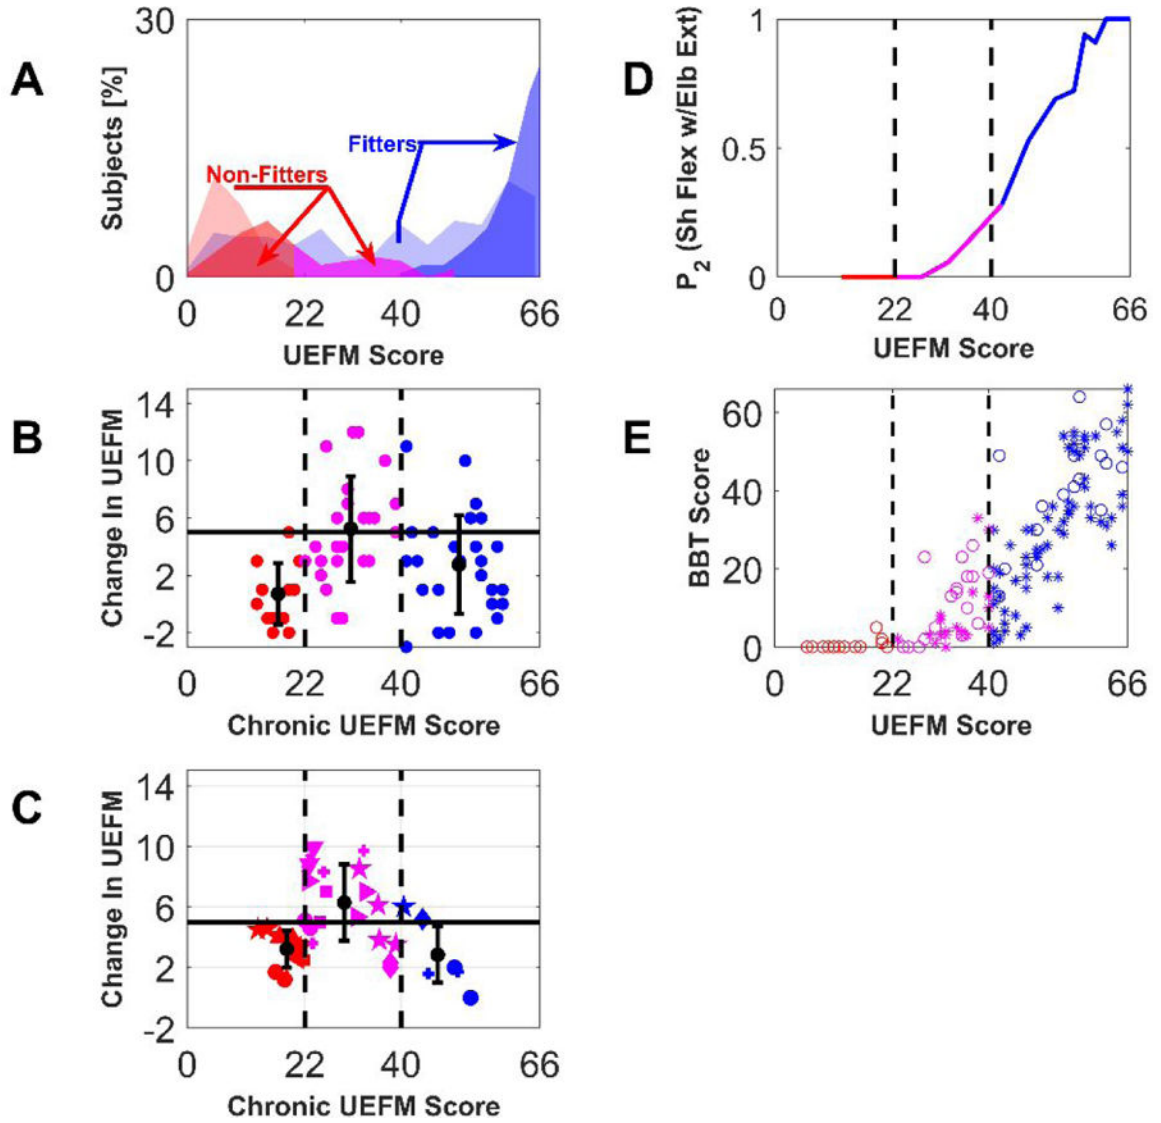 A
Subjects [%]
30
0
Non-Fitters
Fitters
0 22 40 66
UEFM Score
B
Change In UEFM
14
10
6
2
-2
0 22 40 66
Chronic UEFM Score
C
Change In UEFM
14
10
6
2
-2
0 22 40 66
Chronic UEFM Score
D
P2 (Sh Flex w/Elb Ext)
1
0.5
0
0 22 40 66
UEFM Score
E
BBT Score
60
40
20
0
0 22 40 66
UEFM Score